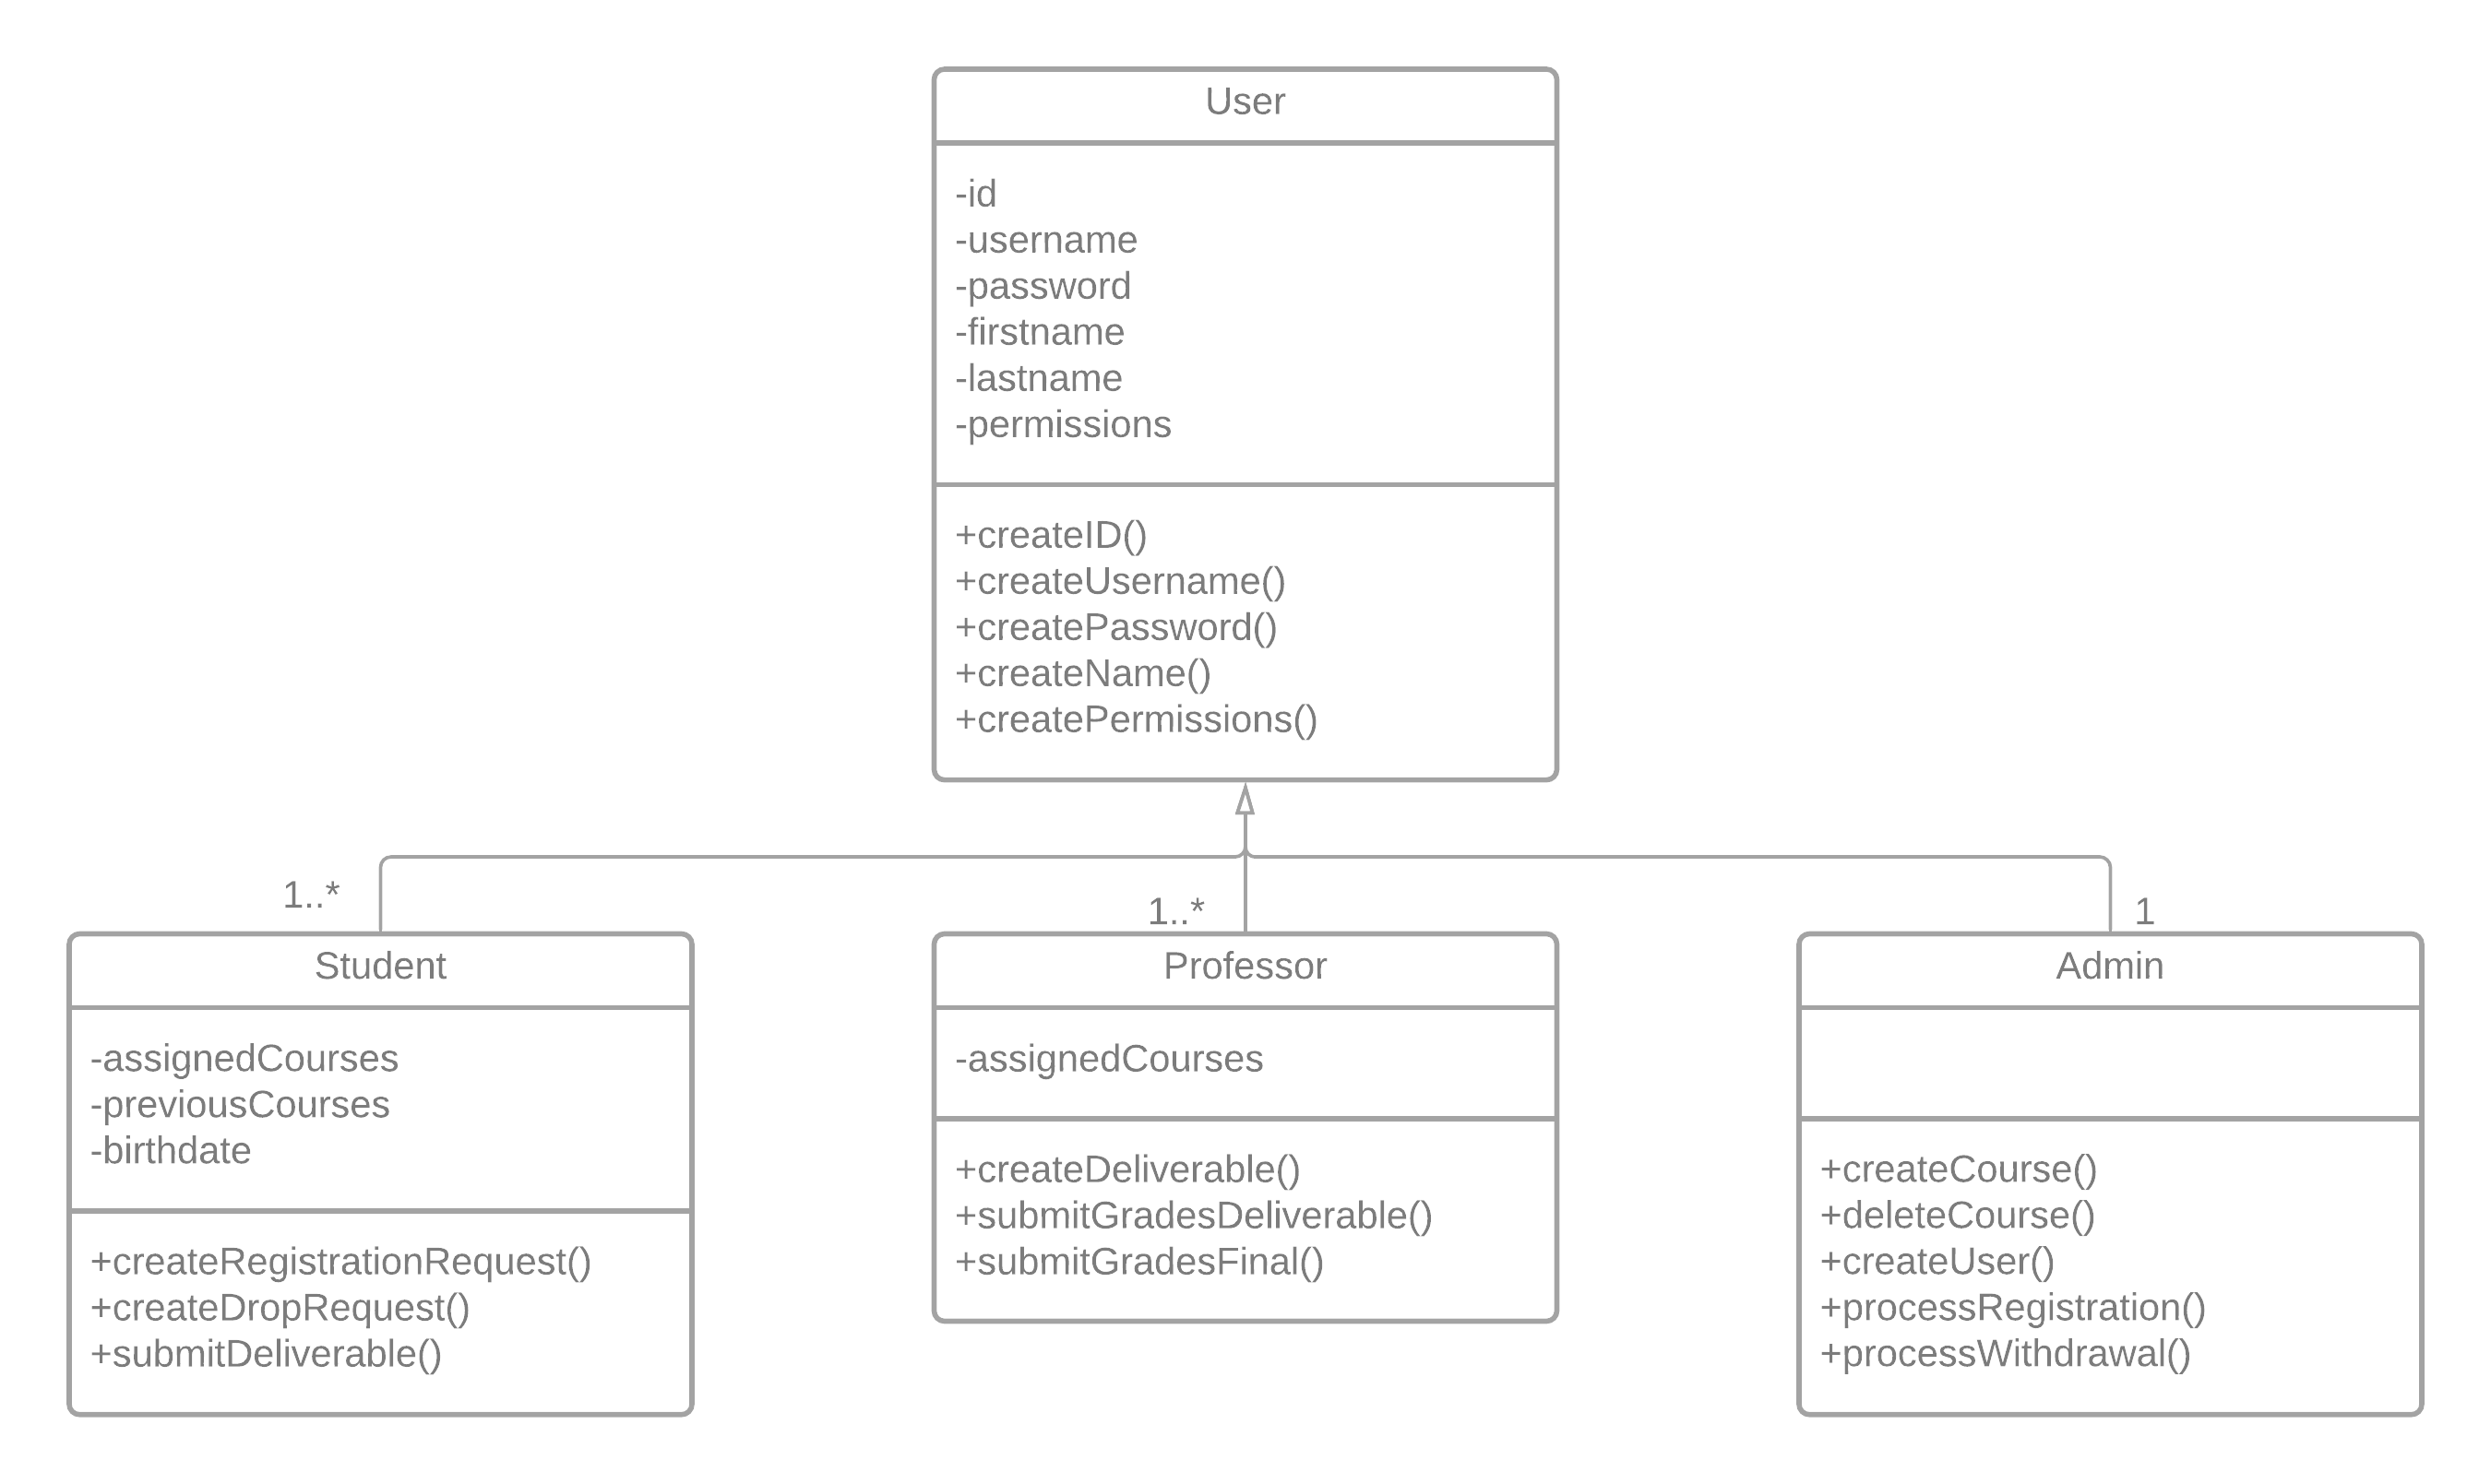 User
-id
-username
-password
-firstname
-lastname
-permissions
+createID()
+createUsername()
+createPassword()
+createName()
+createPermissions()
1..*
1..*
1
Student
-assignedCourses
-previousCourses
-birthdate
+createRegistrationRequest()
+createDropRequest()
+submitDeliverable()
Professor
-assignedCourses
+createDeliverable()
+submitGradesDeliverable()
+submitGradesFinal()
Admin
+createCourse()
+deleteCourse()
+createUser()
+processRegistration()
+processWithdrawal()